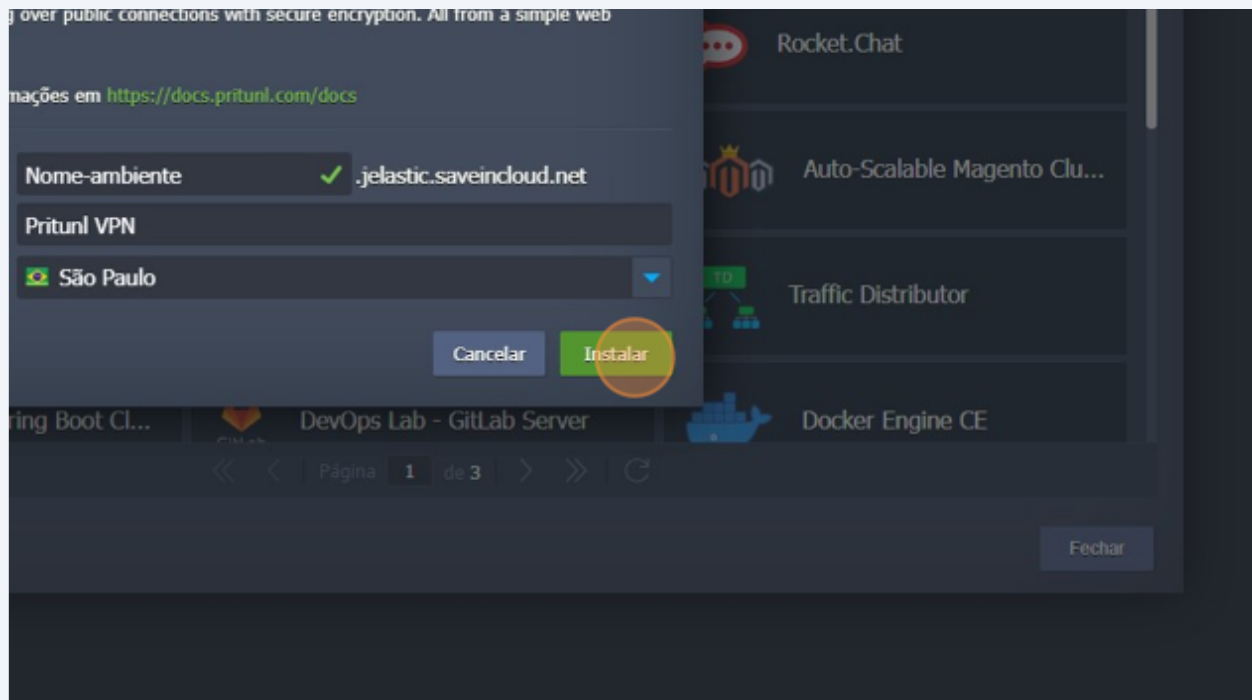 over public connections with secure encryption. All from a simple web
mações em https://docs.pritunl.com/docs
Nome-ambiente .jelastic.saveincloud.net
Pritunl VPN
São Paulo
Cancelar Instalar
Rocket.Chat
Auto-Scalable Magento Clu...
TD
Traffic Distributor
ring Boot Cl... DevOps Lab - GitLab Server Docker Engine CE
Página 1 de 3
Fechar